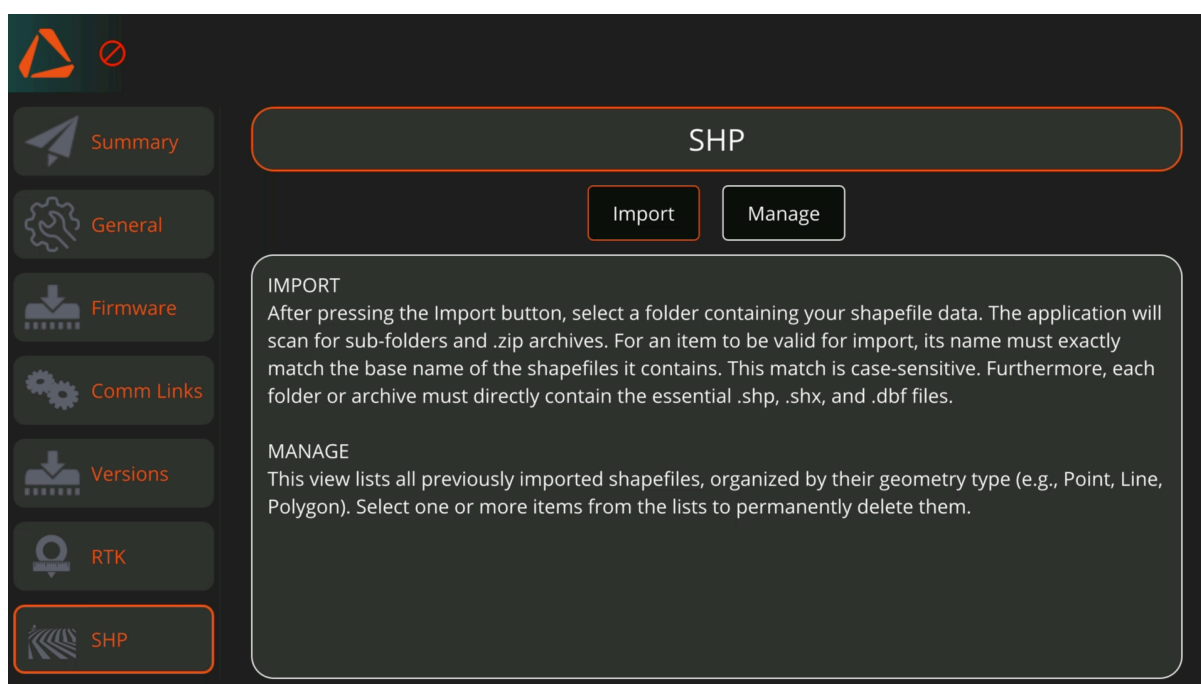 Summary
General
Firmware
Comm Links
Versions
RTK
SHP
SHP
Import
Manage
IMPORT
After pressing the Import button, select a folder containing your shapefile data. The application will
scan for sub-folders and .zip archives. For an item to be valid for import, its name must exactly
match the base name of the shapefiles it contains. This match is case-sensitive. Furthermore, each
folder or archive must directly contain the essential .shp, .shx, and .dbf files.
MANAGE
This view lists all previously imported shapefiles, organized by their geometry type (e.g., Point, Line,
Polygon). Select one or more items from the lists to permanently delete them.